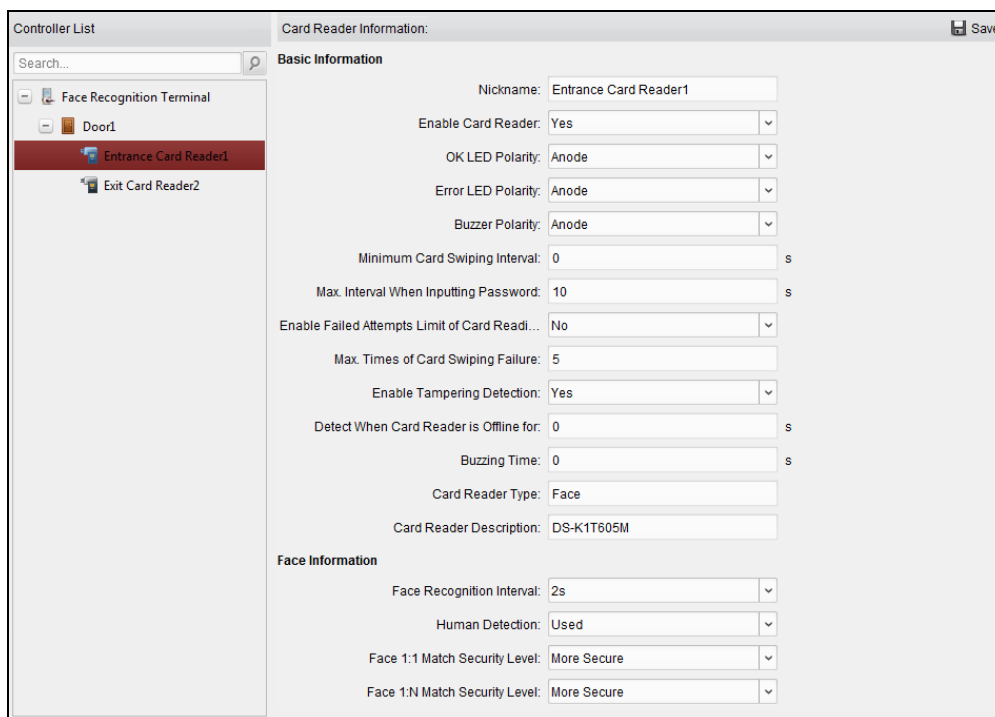 Controller List
Search...
Face Recognition Terminal
Door1
Entrance Card Reader1
Exit Card Reader2
Card Reader Information:
Save
Basic Information
Nickname: Entrance Card Reader1
Enable Card Reader: Yes
OK LED Polarity: Anode
Error LED Polarity: Anode
Buzzer Polarity: Anode
Minimum Card Swiping Interval: 0 s
Max. Interval When Inputting Password: 10 s
Enable Failed Attempts Limit of Card Readi... No
Max. Times of Card Swiping Failure: 5
Enable Tampering Detection: Yes
Detect When Card Reader is Offline for: 0 s
Buzzing Time: 0 s
Card Reader Type: Face
Card Reader Description: DS-K1T605M
Face Information
Face Recognition Interval: 2s
Human Detection: Used
Face 1:1 Match Security Level: More Secure
Face 1:N Match Security Level: More Secure